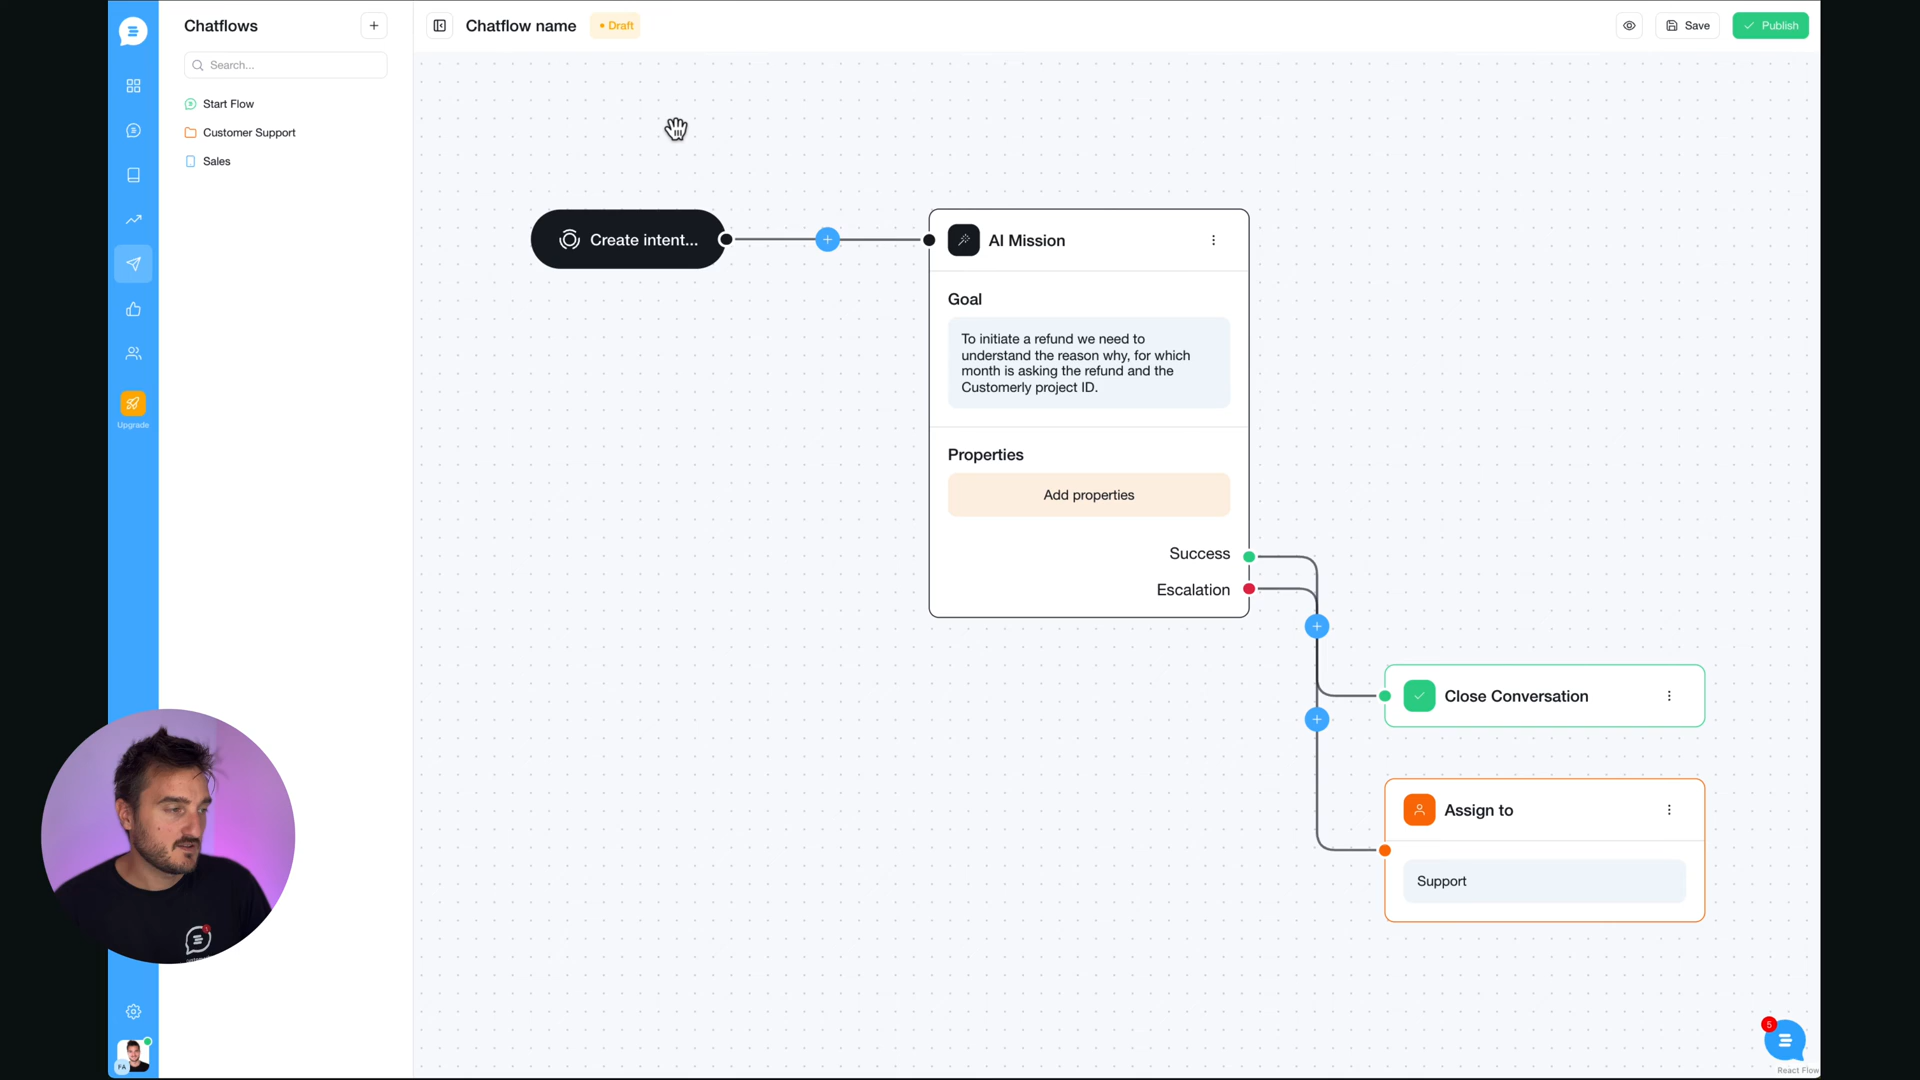 Chatflows
Search...
Start Flow
Customer Support
Sales
Upgrade
FA
Chatflow name
Draft
Save
Publish
Create intent...
AI Mission
Goal
To initiate a refund we need to
understand the reason why, for which
month is asking the refund and the
Customerly project ID.
Properties
Add properties
Success
Escalation
Close Conversation
Assign to
Support
5
React Flow